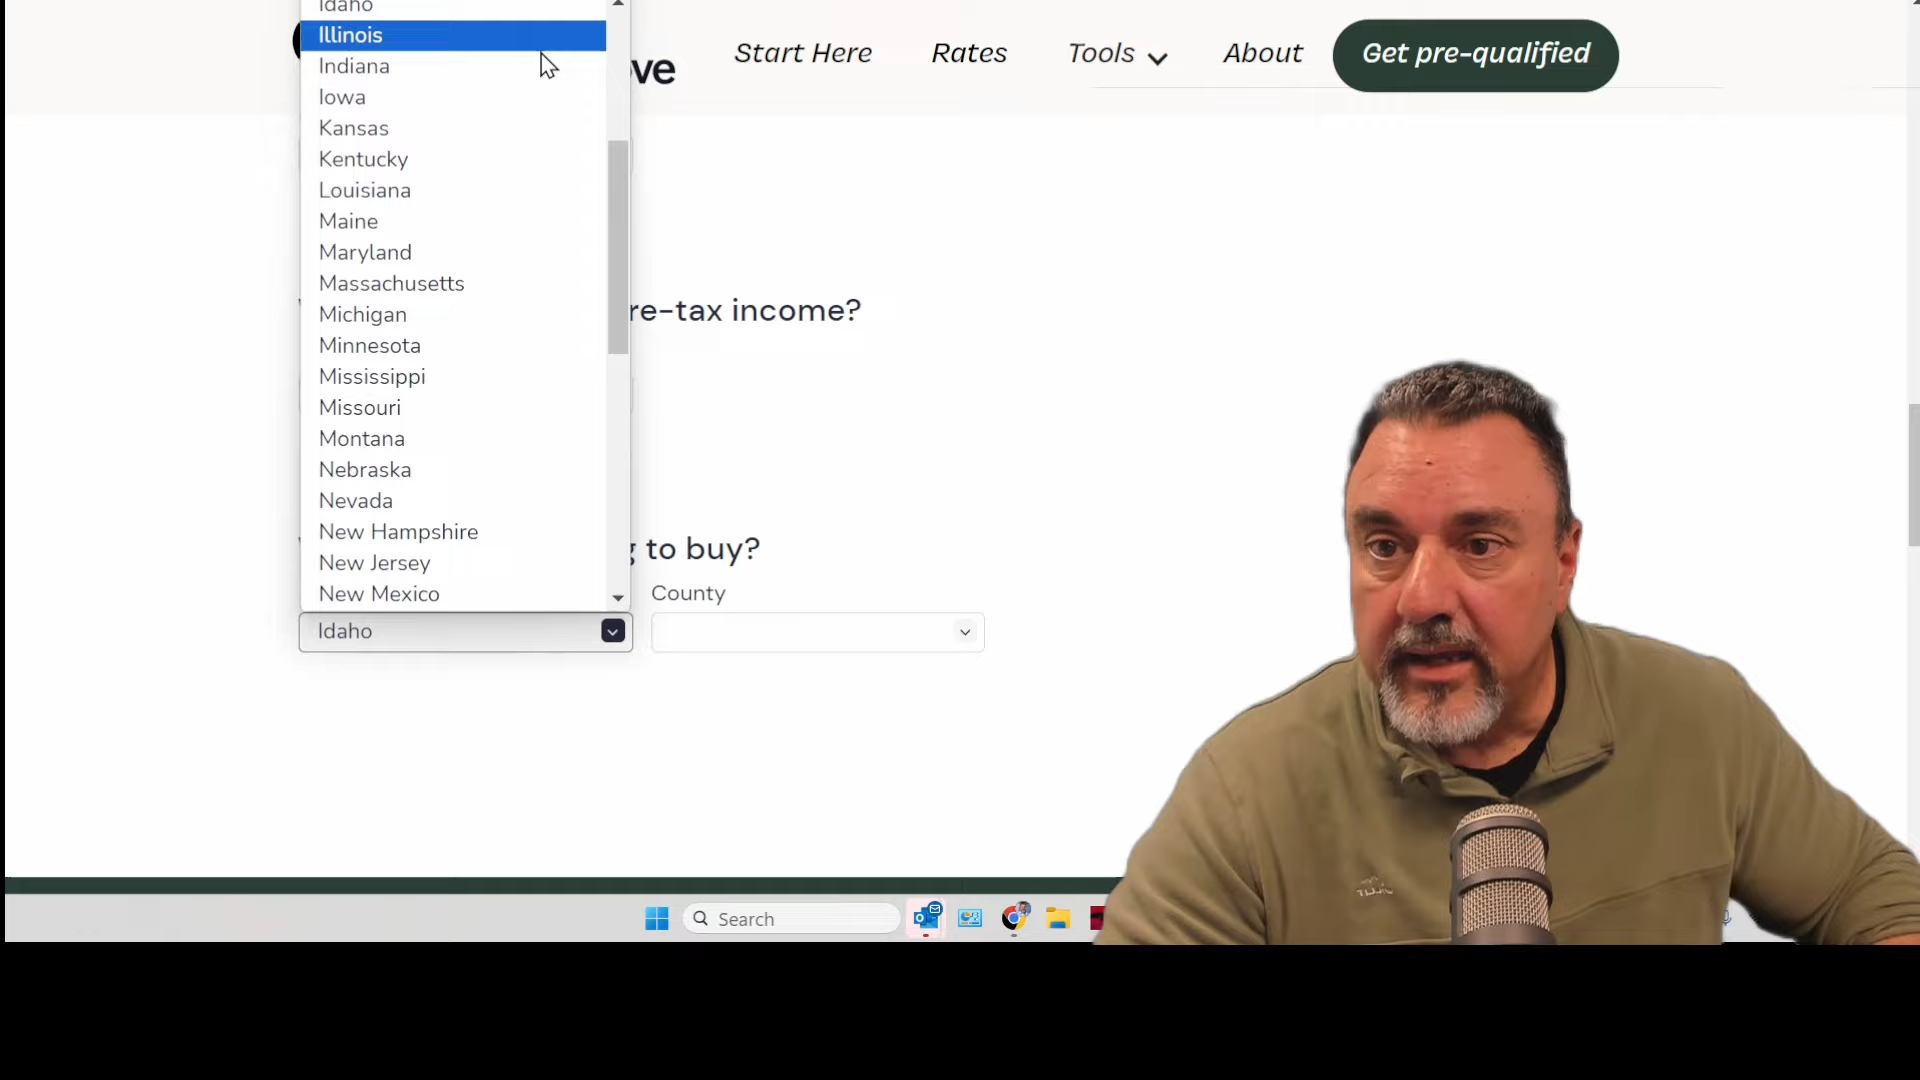 Idaho
Illinois
Indiana
Iowa
Kansas
Kentucky
Louisiana
Maine
Maryland
Massachusetts
Michigan
Minnesota
Mississippi
Missouri
Montana
Nebraska
Nevada
New Hampshire
New Jersey
New Mexico
Idaho
ve
Start Here
Rates
Tools
About
Get pre-qualified
re-tax income?
to buy?
County
Search